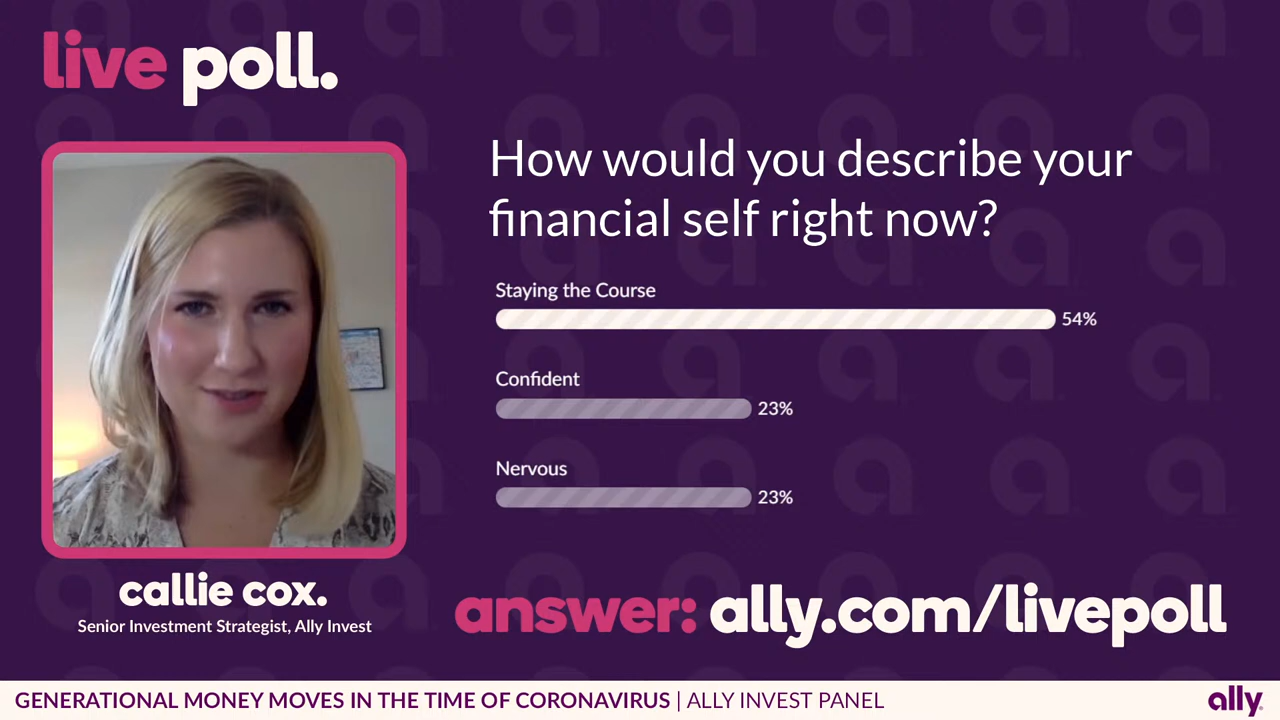 live poll.
How would you describe your
financial self right now?
Staying the Course
54%
Confident
23%
Nervous
23%
callie cox.
Senior Investment Strategist, Ally Invest
answer: ally.com/livepoll
GENERATIONAL MONEY MOVES IN THE TIME OF CORONAVIRUS | ALLY INVEST PANEL
ally